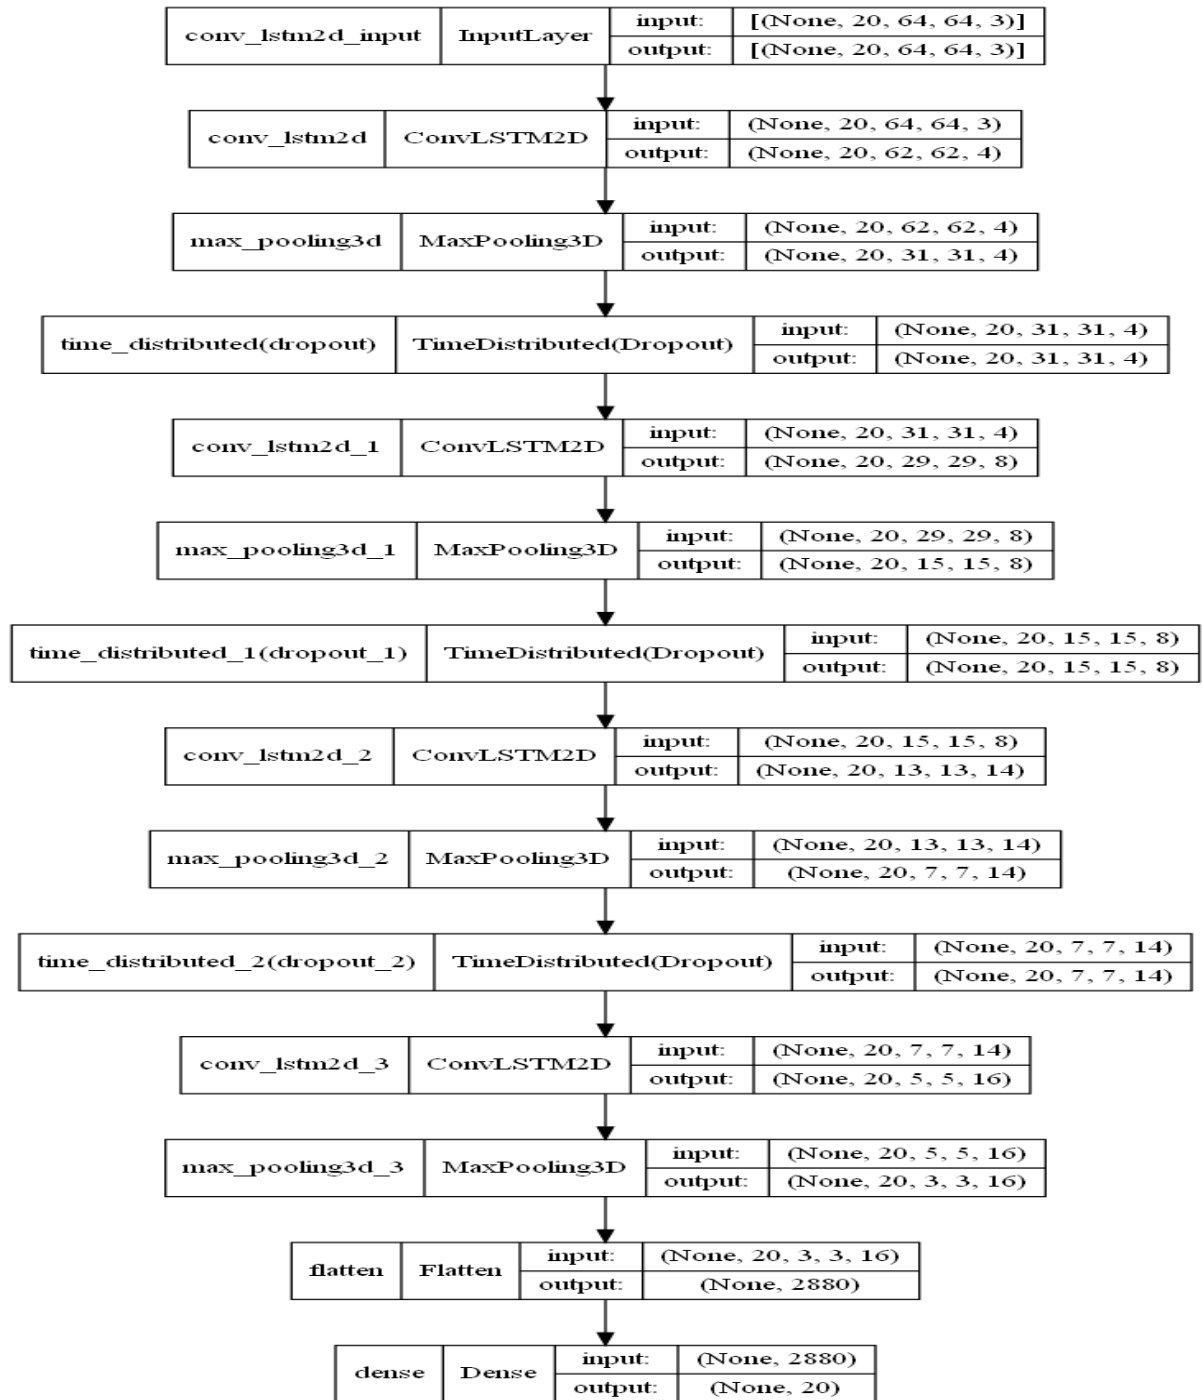 conv_lstm2d_input InputLayer input: [(None, 20, 64, 64, 3)]
output: [(None, 20, 64, 64, 3)]
conv_lstm2d ConvLSTM2D input: (None, 20, 64, 64, 3)
output: (None, 20, 62, 62, 4)
max_pooling3d MaxPooling3D input: (None, 20, 62, 62, 4)
output: (None, 20, 31, 31, 4)
time_distributed(dropout) TimeDistributed(Dropout) input: (None, 20, 31, 31, 4)
output: (None, 20, 31, 31, 4)
conv_lstm2d_1 ConvLSTM2D input: (None, 20, 31, 31, 4)
output: (None, 20, 29, 29, 8)
max_pooling3d_1 MaxPooling3D input: (None, 20, 29, 29, 8)
output: (None, 20, 15, 15, 8)
time_distributed_1(dropout_1) TimeDistributed(Dropout) input: (None, 20, 15, 15, 8)
output: (None, 20, 15, 15, 8)
conv_lstm2d_2 ConvLSTM2D input: (None, 20, 15, 15, 8)
output: (None, 20, 13, 13, 14)
max_pooling3d_2 MaxPooling3D input: (None, 20, 13, 13, 14)
output: (None, 20, 7, 7, 14)
time_distributed_2(dropout_2) TimeDistributed(Dropout) input: (None, 20, 7, 7, 14)
output: (None, 20, 7, 7, 14)
conv_lstm2d_3 ConvLSTM2D input: (None, 20, 7, 7, 14)
output: (None, 20, 5, 5, 16)
max_pooling3d_3 MaxPooling3D input: (None, 20, 5, 5, 16)
output: (None, 20, 3, 3, 16)
flatten Flatten input: (None, 20, 3, 3, 16)
output: (None, 2880)
dense Dense input: (None, 2880)
output: (None, 20)